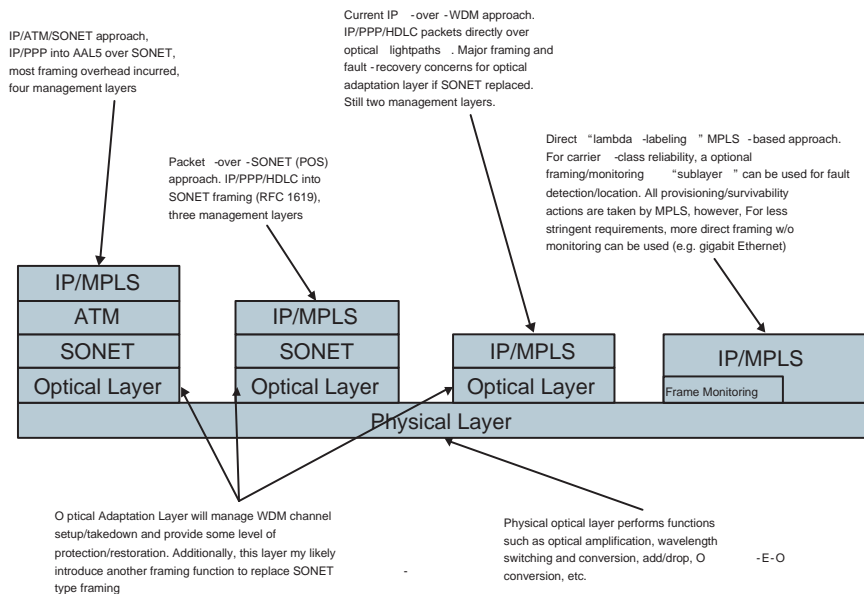 IP/ATM/SONET approach,
IP/PPP into AAL5 over SONET,
most framing overhead incurred,
four management layers
Packet -over -SONET (POS)
approach. IP/PPP/HDLC into
SONET framing (RFC 1619),
three management layers
Current IP -over -WDM approach.
IP/PPP/HDLC packets directly over
optical lightpaths . Major framing and
fault -recovery concerns for optical
adaptation layer if SONET replaced.
Still two management layers.
Direct "lambda -labeling " MPLS -based approach.
For carrier -class reliability, a optional
framing/monitoring "sublayer " can be used for fault
detection/location. All provisioning/survivability
actions are taken by MPLS, however, For less
stringent requirements, more direct framing w/o
monitoring can be used (e.g. gigabit Ethernet)
IP/MPLS
ATM
SONET
Optical Layer
IP/MPLS
SONET
Optical Layer
IP/MPLS
Optical Layer
IP/MPLS
Frame Monitoring
Physical Layer
O ptical Adaptation Layer will manage WDM channel
setup/takedown and provide some level of
protection/restoration. Additionally, this layer my likely
introduce another framing function to replace SONET -
type framing
Physical optical layer performs functions
such as optical amplification, wavelength
switching and conversion, add/drop, O -E-O
conversion, etc.